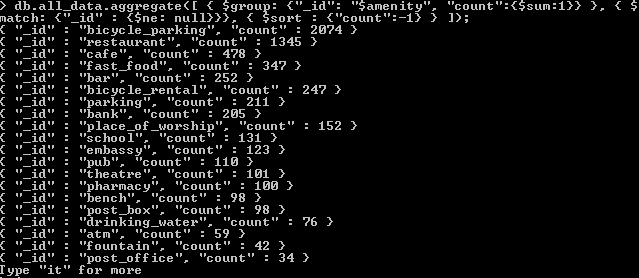 > db.all_data.aggregate([ { $group: {"_id": "$amenity", "count":{$sum:1}} }, { $
match: {"_id" : {$ne: null}}}, { $sort : {"count":-1} } ]);
{ "_id" : "bicycle_parking", "count" : 2074 }
{ "_id" : "restaurant", "count" : 1345 }
{ "_id" : "cafe", "count" : 478 }
{ "_id" : "fast_food", "count" : 347 }
{ "_id" : "bar", "count" : 252 }
{ "_id" : "bicycle_rental", "count" : 247 }
{ "_id" : "parking", "count" : 211 }
{ "_id" : "bank", "count" : 205 }
{ "_id" : "place_of_worship", "count" : 152 }
{ "_id" : "school", "count" : 131 }
{ "_id" : "embassy", "count" : 123 }
{ "_id" : "pub", "count" : 110 }
{ "_id" : "theatre", "count" : 101 }
{ "_id" : "pharmacy", "count" : 100 }
{ "_id" : "bench", "count" : 98 }
{ "_id" : "post_box", "count" : 98 }
{ "_id" : "drinking_water", "count" : 76 }
{ "_id" : "atm", "count" : 59 }
{ "_id" : "fountain", "count" : 42 }
{ "_id" : "post_office", "count" : 34 }
Type "it" for more